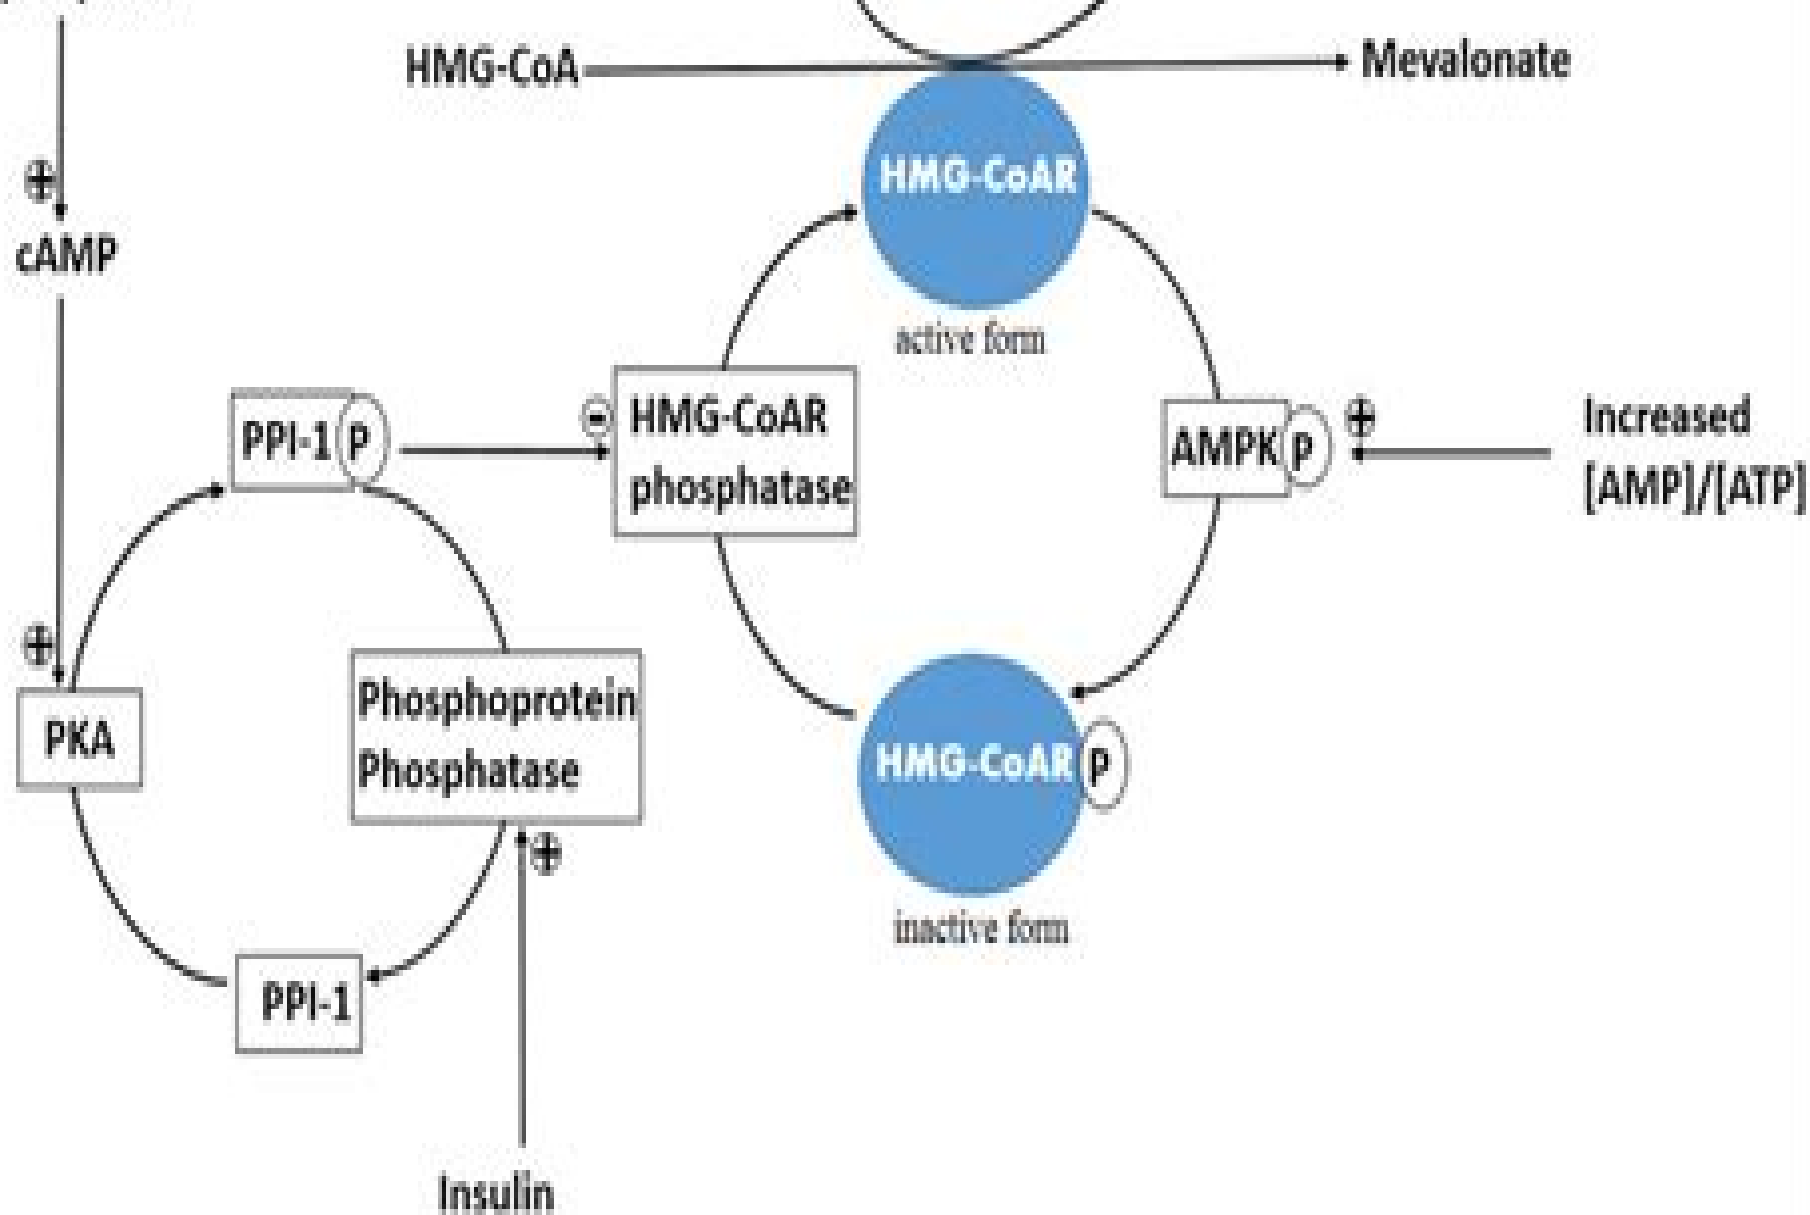 HMG-CoA
Mevalonate
HMG-CoAR
cAMP
active form
PPI-1 P
HMG-CoAR
phosphatase
AMPK P
Increased
[AMP]/[ATP]
PKA
Phosphoprotein
Phosphatase
HMG-CoAR P
inactive form
PPI-1
Insulin